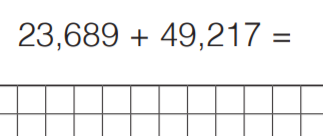 23,689 + 49,217 =